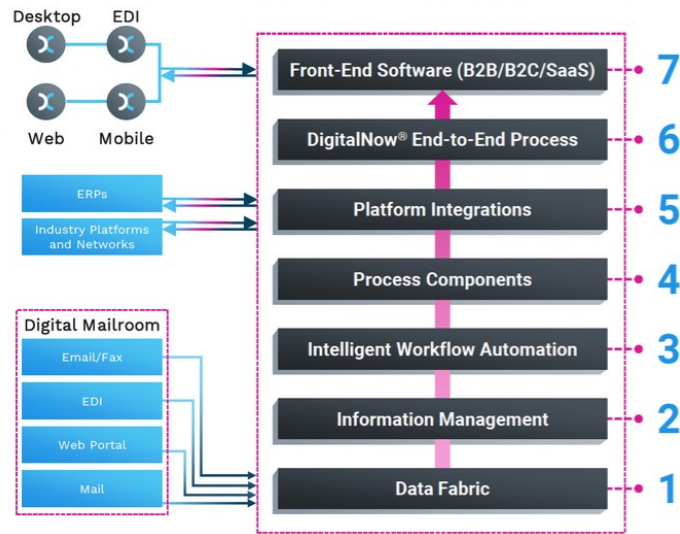 Desktop EDI
Web Mobile
ERPs
Industry Platforms
and Networks
Digital Mailroom
Email/Fax
EDI
Web Portal
Mail
Front-End Software (B2B/B2C/SaaS) 7
DigitalNow® End-to-End Process 6
Platform Integrations 5
Process Components 4
Intelligent Workflow Automation 3
Information Management 2
Data Fabric 1